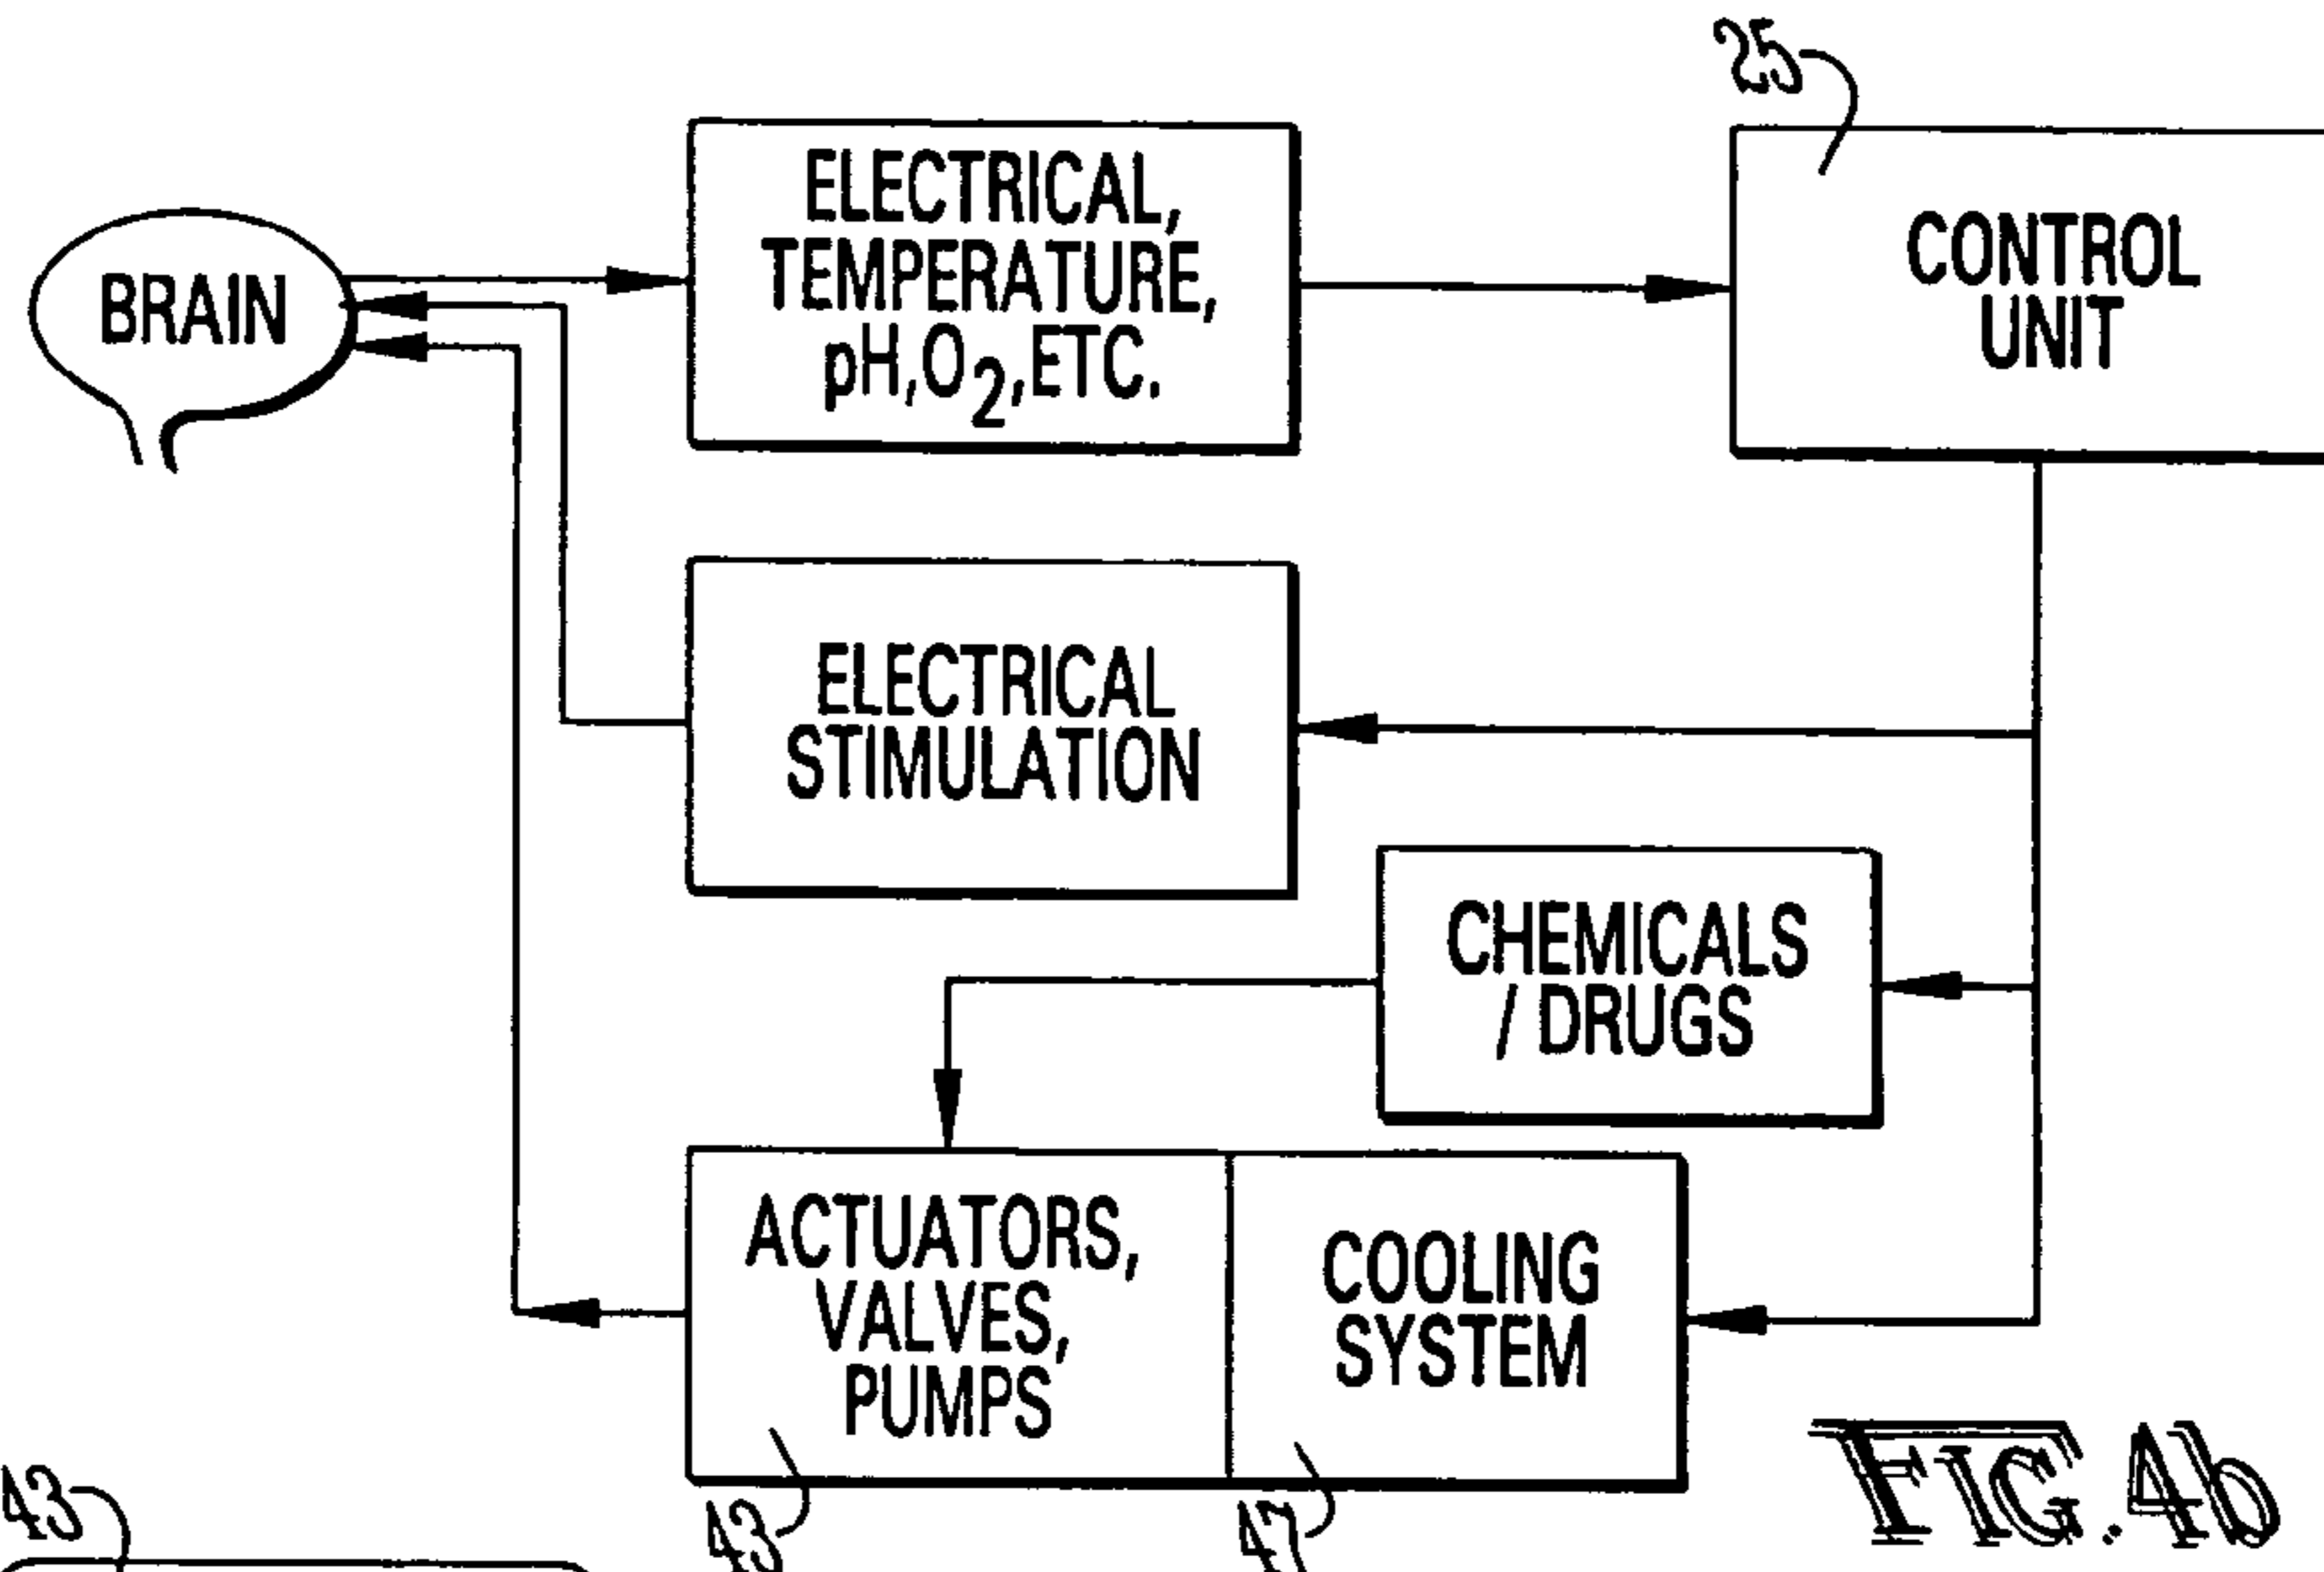 25
ELECTRICAL,
TEMPERATURE,
pH,O2,ETC.
CONTROL
UNIT
BRAIN
ELECTRICAL
STIMULATION
CHEMICALS
/ DRUGS
ACTUATORS,
VALVES,
PUMPS
COOLING
SYSTEM
43
43
47
FIG.4b